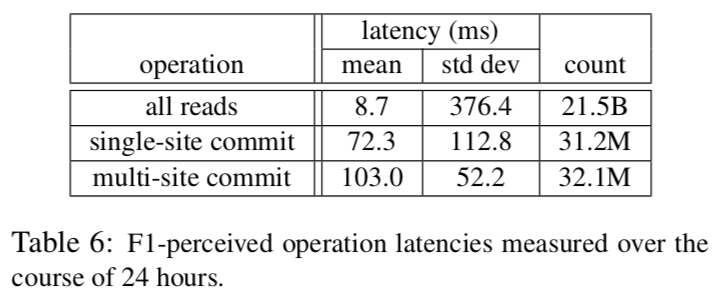 latency (ms)
operation mean std dev count
all reads 8.7 376.4 21.5B
single-site commit 72.3 112.8 31.2M
multi-site commit 103.0 52.2 32.1M
Table 6: F1-perceived operation latencies measured over the
course of 24 hours.